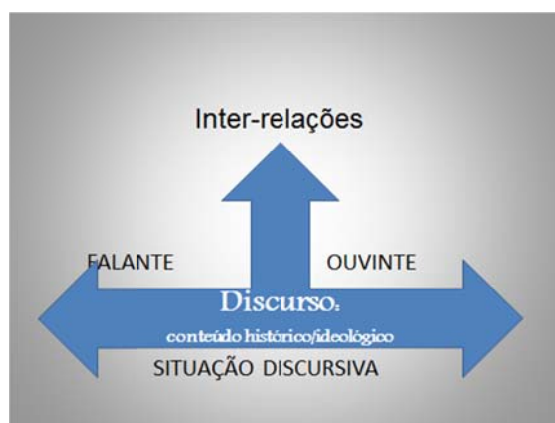 Inter-relações
FALANTE OUVINTE
Discurso:
conteúdo histórico/ideológico
SITUAÇÃO DISCURSIVA